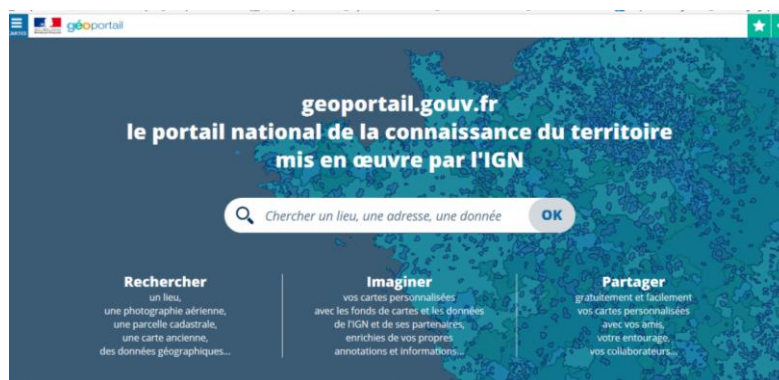 géoportail
geoportail.gouv.fr
le portail national de la connaissance du territoire
mis en œuvre par l'IGN
Chercher un lieu, une adresse, une donnée
OK
Rechercher
un lieu,
une photographie aérienne,
une parcelle cadastrale,
une carte ancienne,
des données géographiques...
Imaginer
vos cartes personnalisées
avec les fonds de cartes et les données
de l'IGN et de ses partenaires,
enrichies de vos propres
annotations et informations...
Partager
gratuitement et facilement
vos cartes personnalisées
avec vos amis,
votre entourage,
vos collaborateurs...